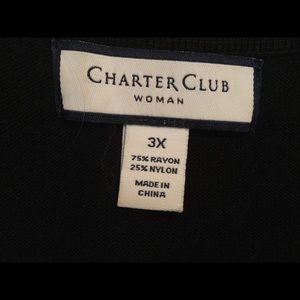 CHARTER CLUB
WOMAN
3X
75% RAYON
25% NYLON
MADE IN
CHINA